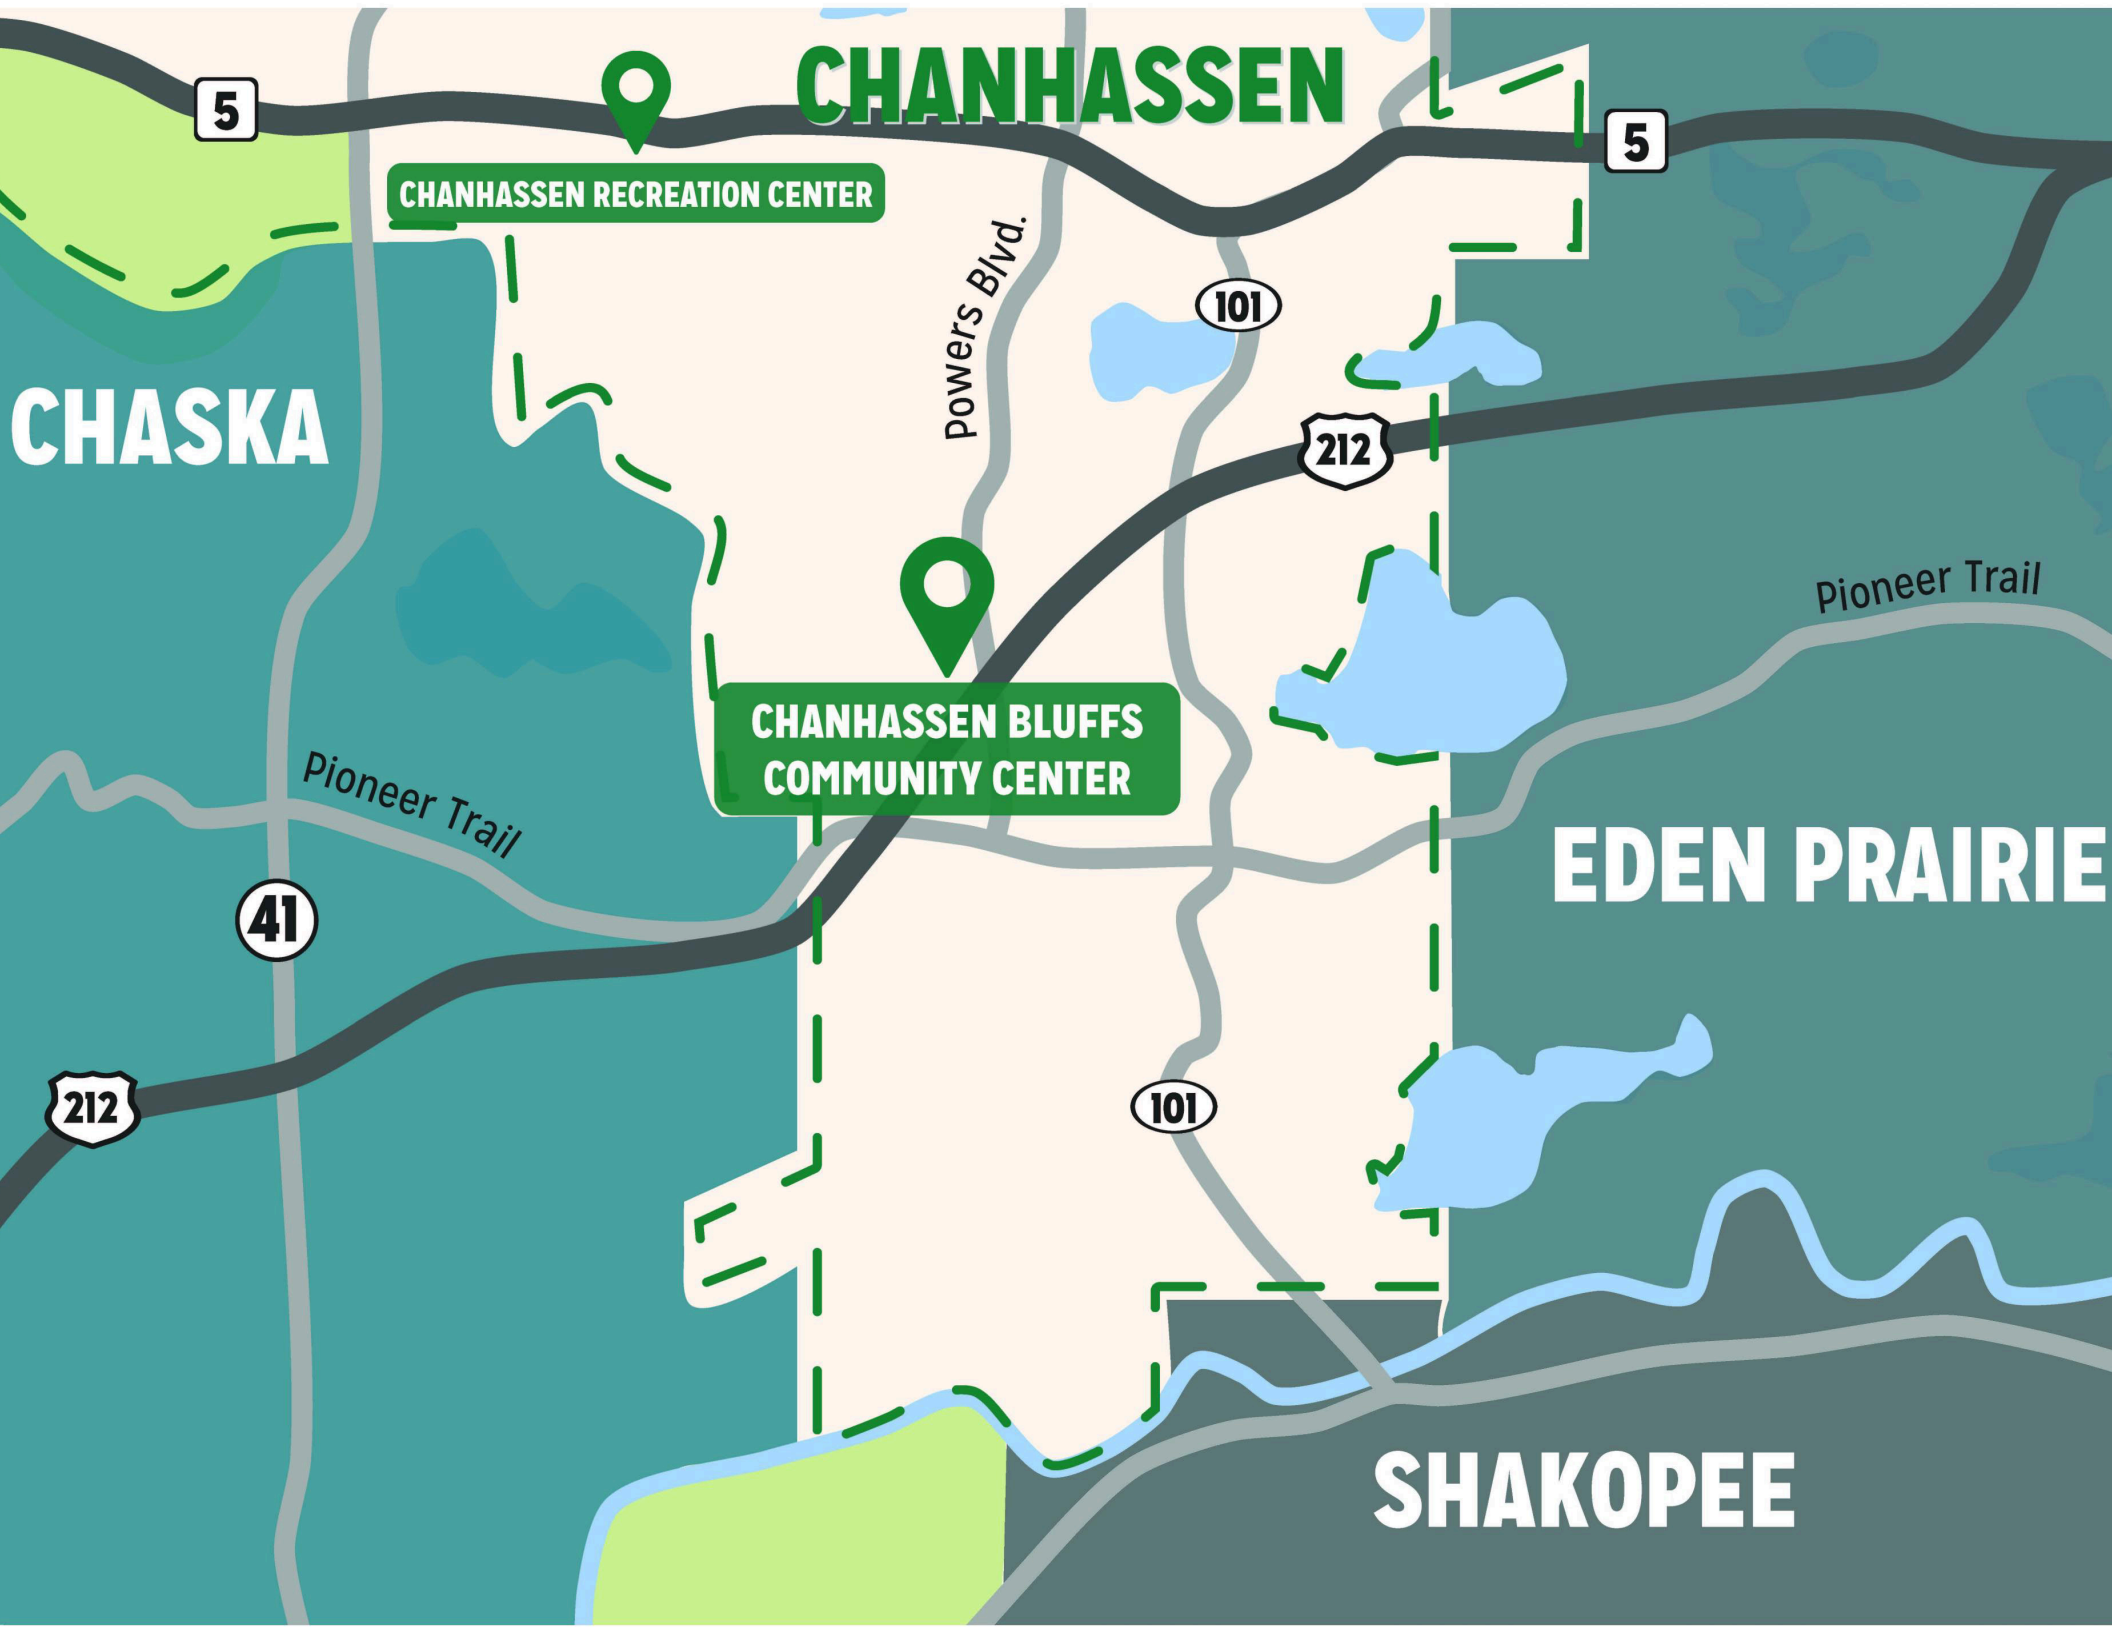 CHANHASSEN
5
5
CHANHASSEN RECREATION CENTER
Powers Blvd.
101
CHASKA
212
Pioneer Trail
CHANHASSEN BLUFFS
COMMUNITY CENTER
Pioneer Trail
EDEN PRAIRIE
41
212
101
SHAKOPEE